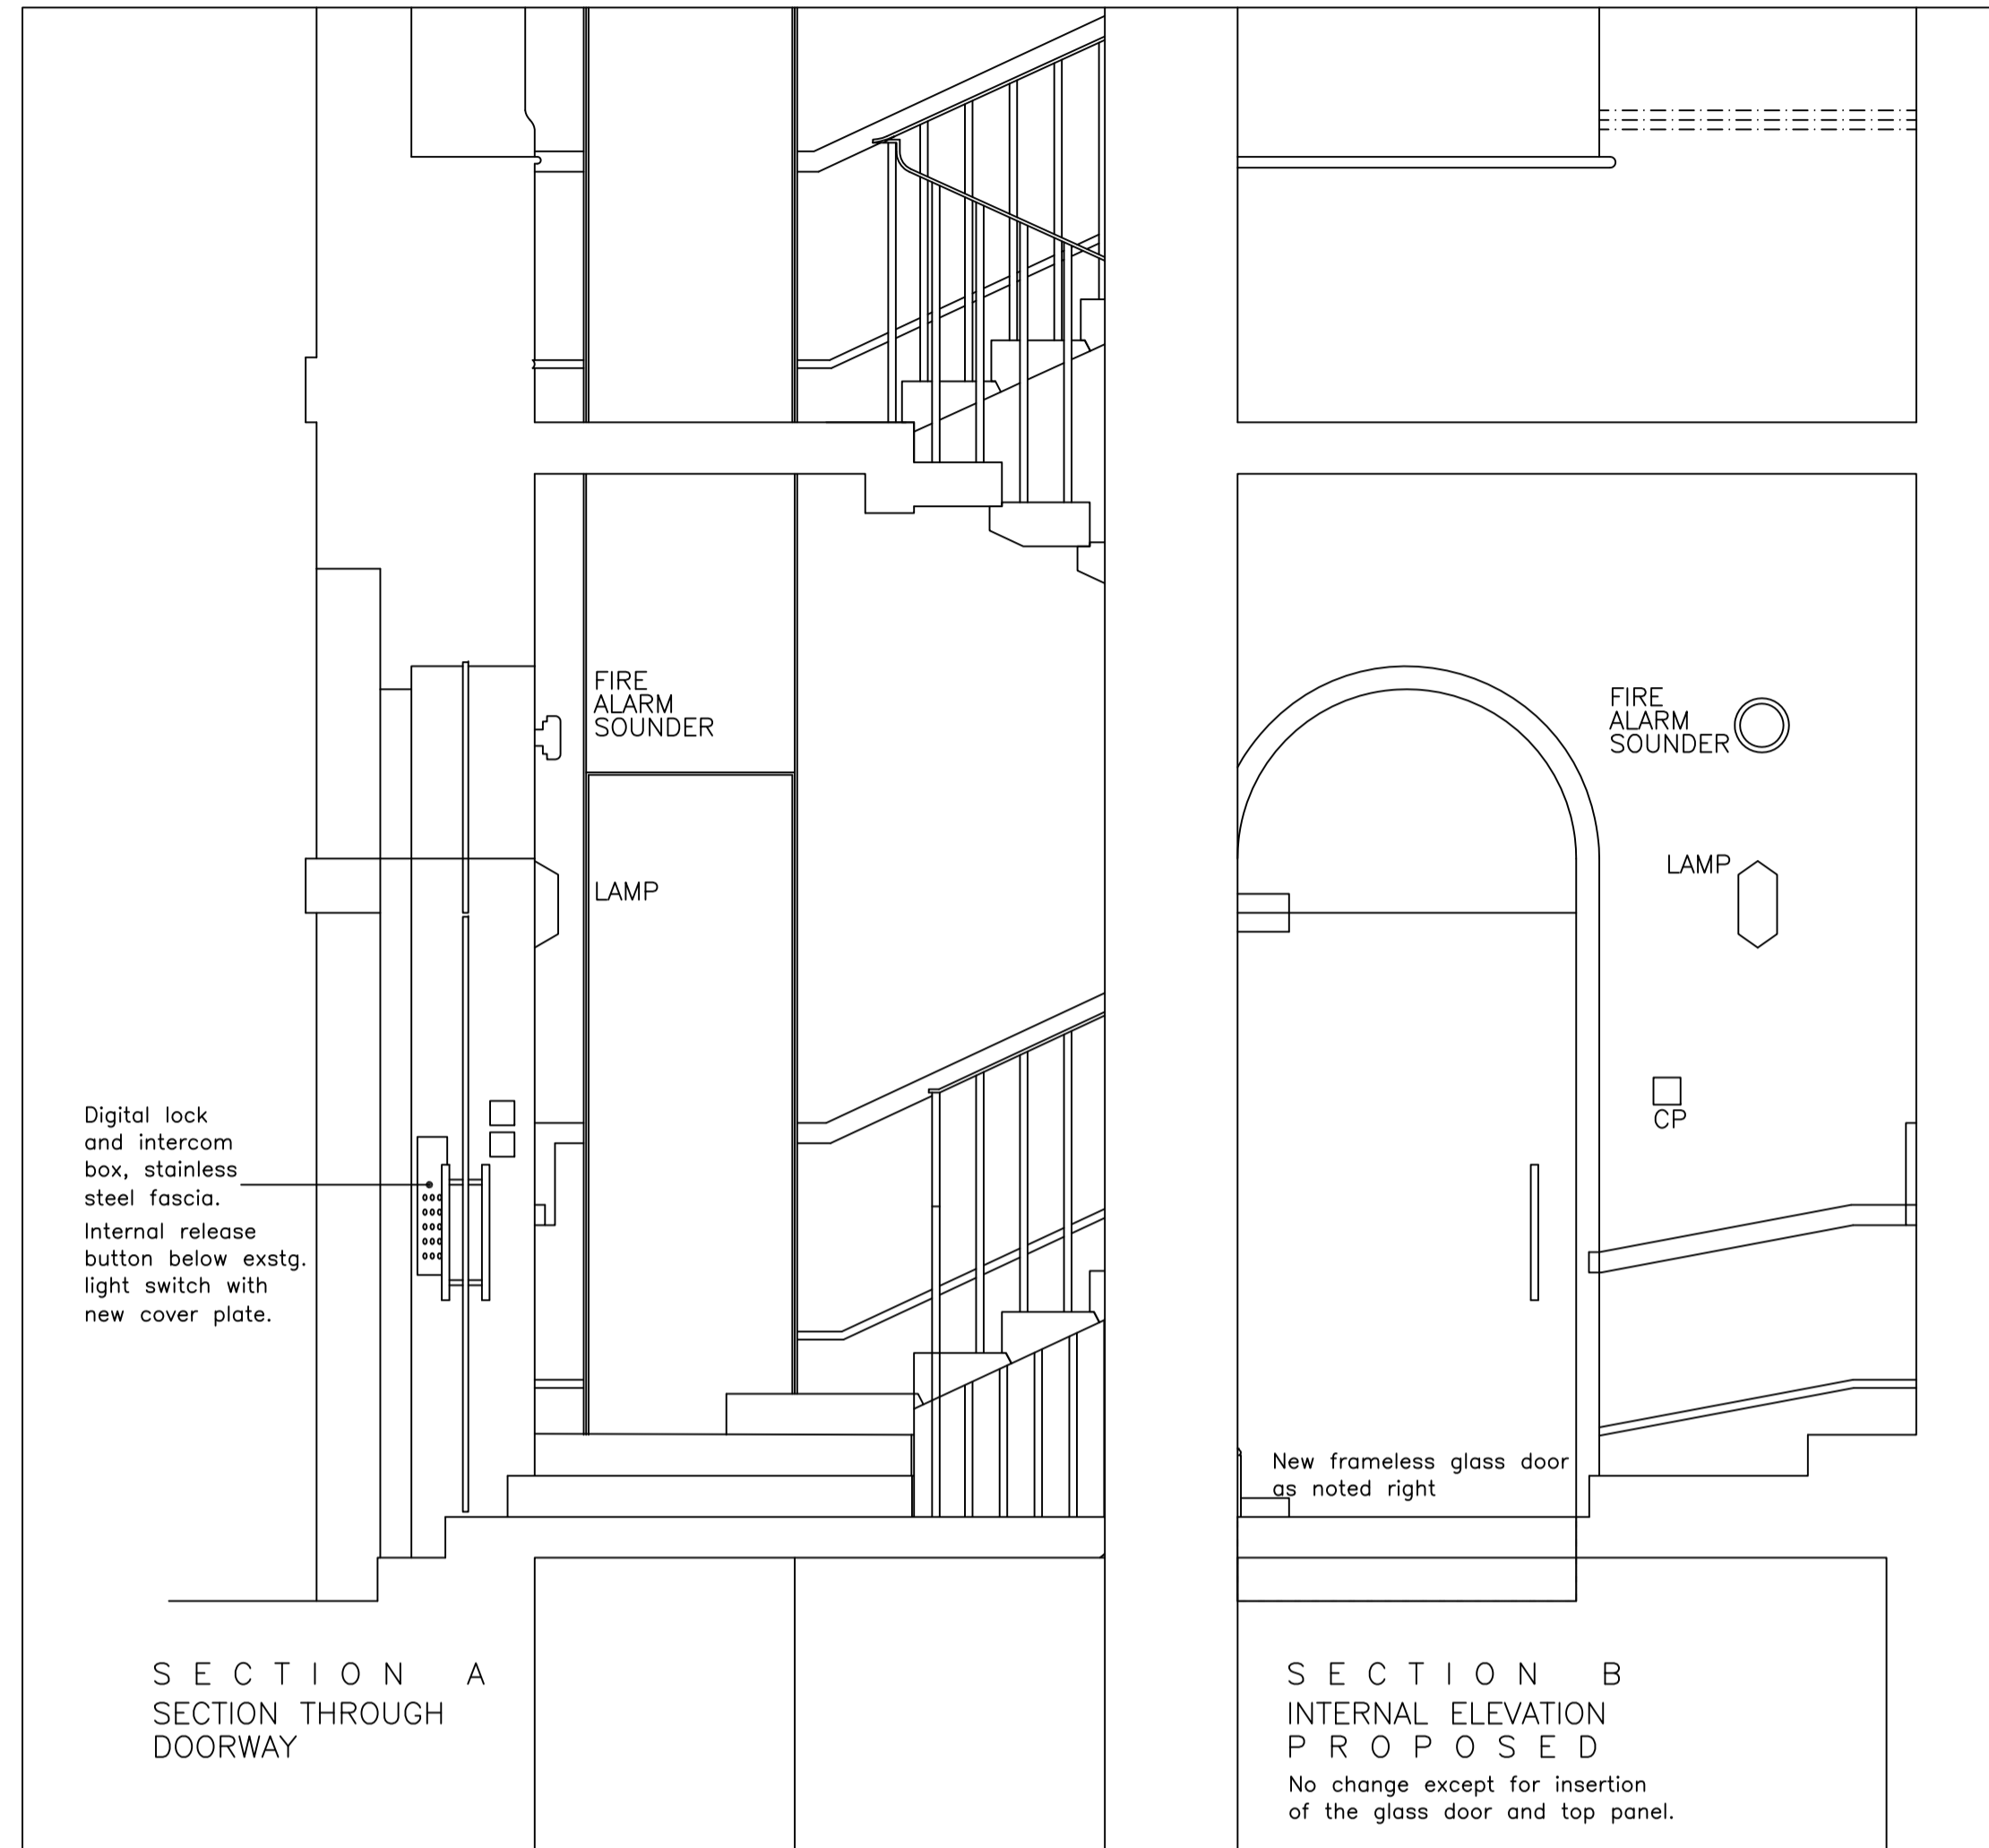 FIRE
ALARM
SOUNDER
LAMP
Digital lock
and intercom
box, stainless
steel fascia.
Internal release
button below exstg.
light switch with
new cover plate.
SECTION A
SECTION THROUGH
DOORWAY
FIRE
ALARM
SOUNDER
LAMP
CP
New frameless glass door
as noted right
SECTION B
INTERNAL ELEVATION
PROPOSED
No change except for insertion
of the glass door and top panel.